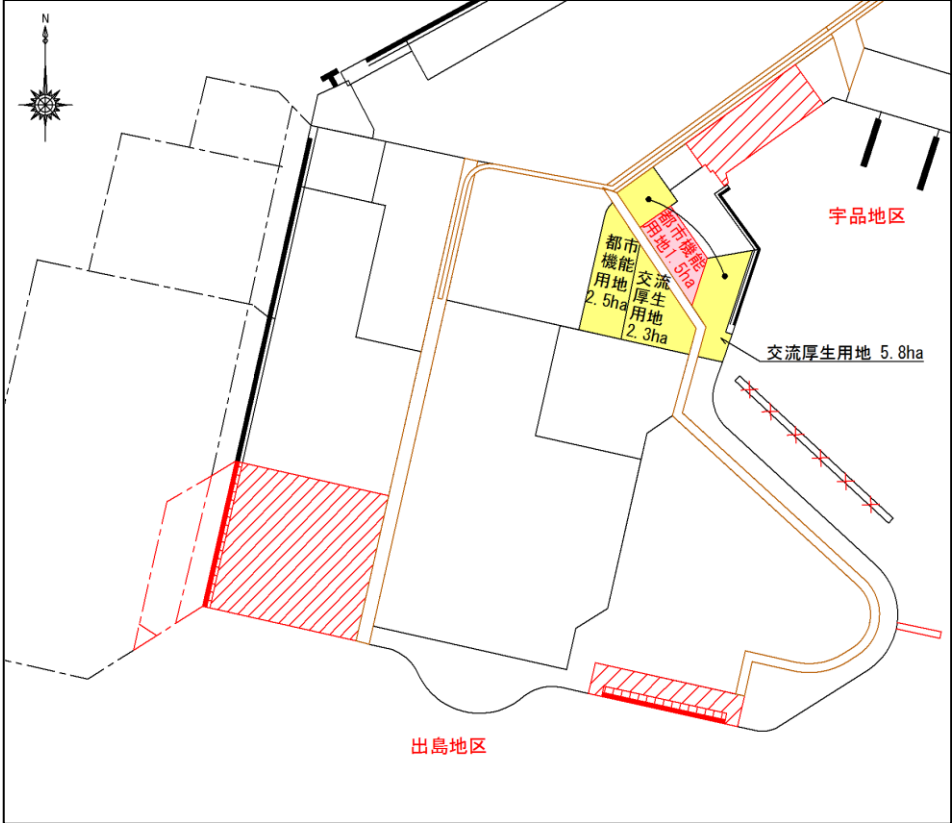 N
宇品地区
都市機能
用地1.5ha
都市
機能
用地
2.5ha
交流
厚生
用地
2.3ha
交流厚生用地 5.8ha
出島地区